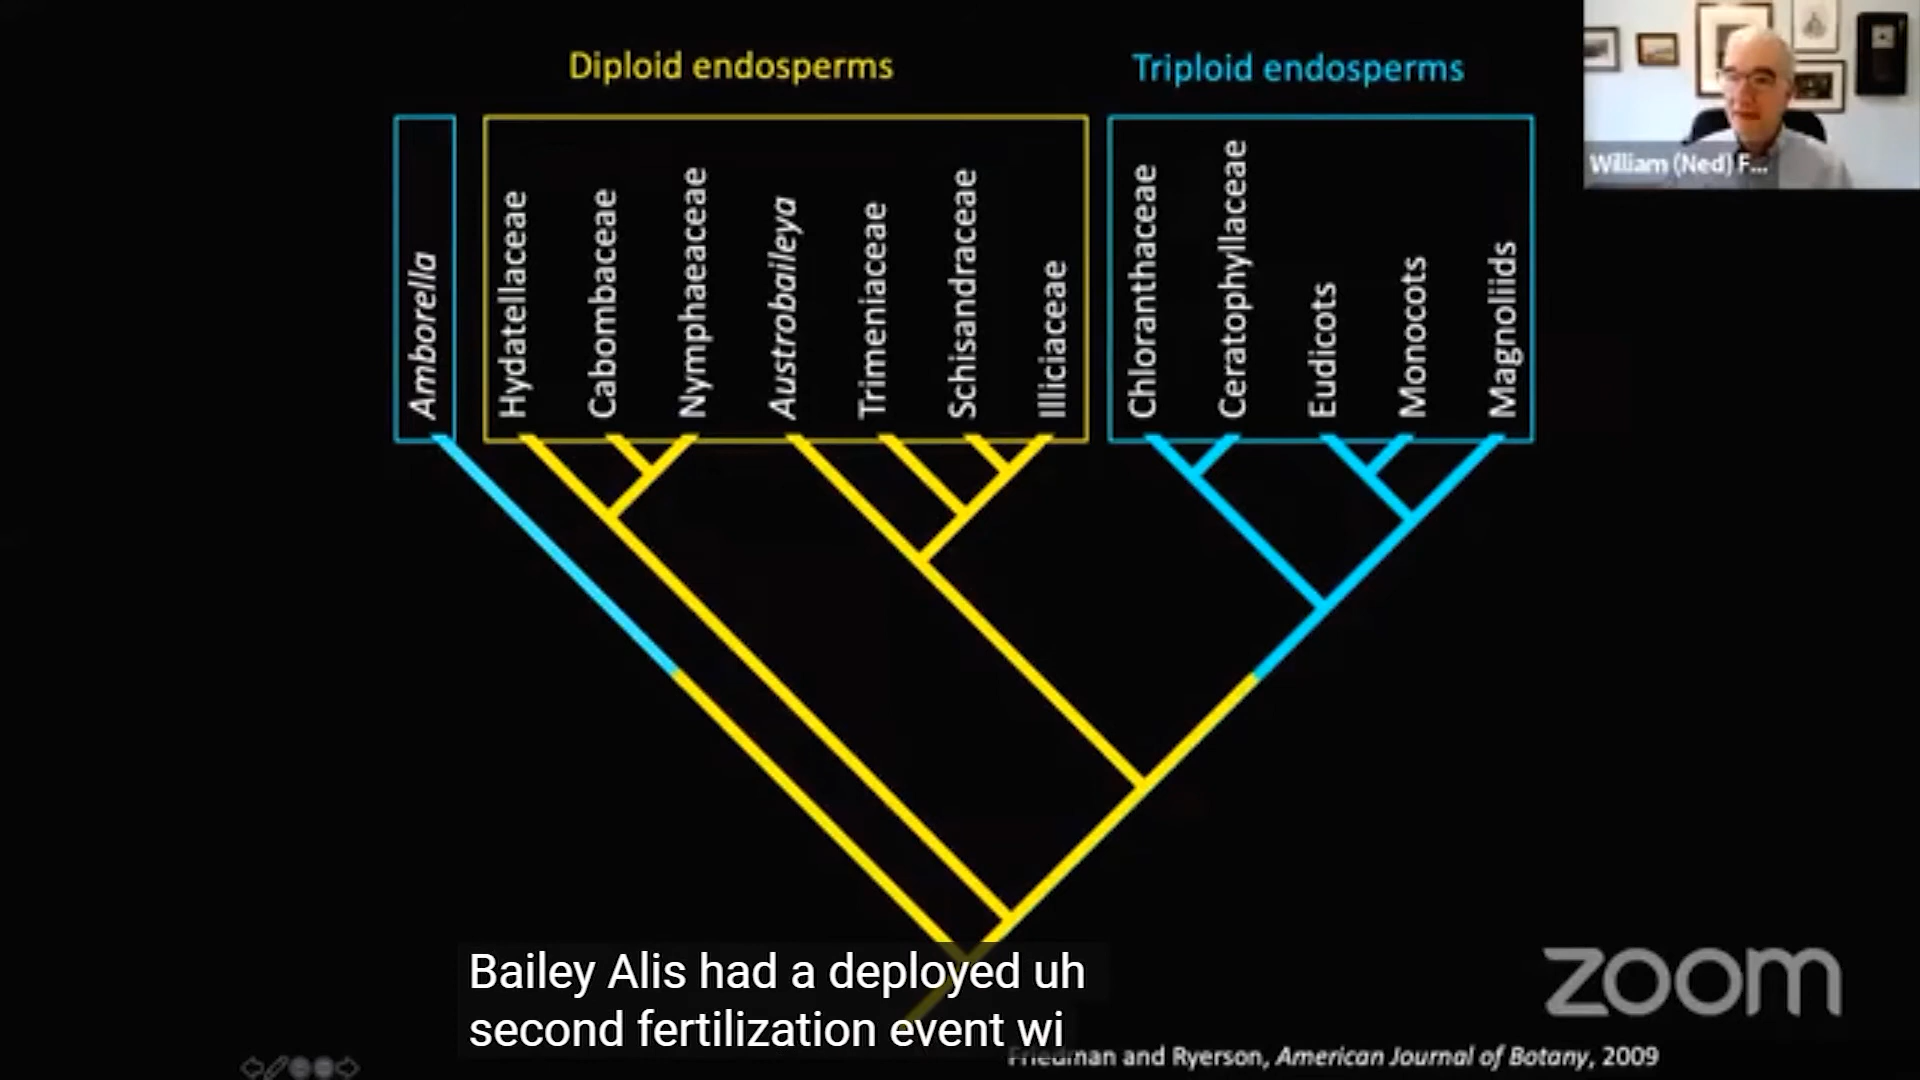 Diploid endosperms
Triploid endosperms
William (Ned) F...
Amborella
Hydatellaceae
Cabombaceae
Nymphaeaceae
Austrobaileya
Trimeniaceae
Schisandraceae
Illiciaceae
Chloranthaceae
Ceratophyllaceae
Eudicots
Monocots
Magnoliids
Bailey Alis had a deployed uh
second fertilization event wi
zoom
Friedman and Ryerson, American Journal of Botany, 2009